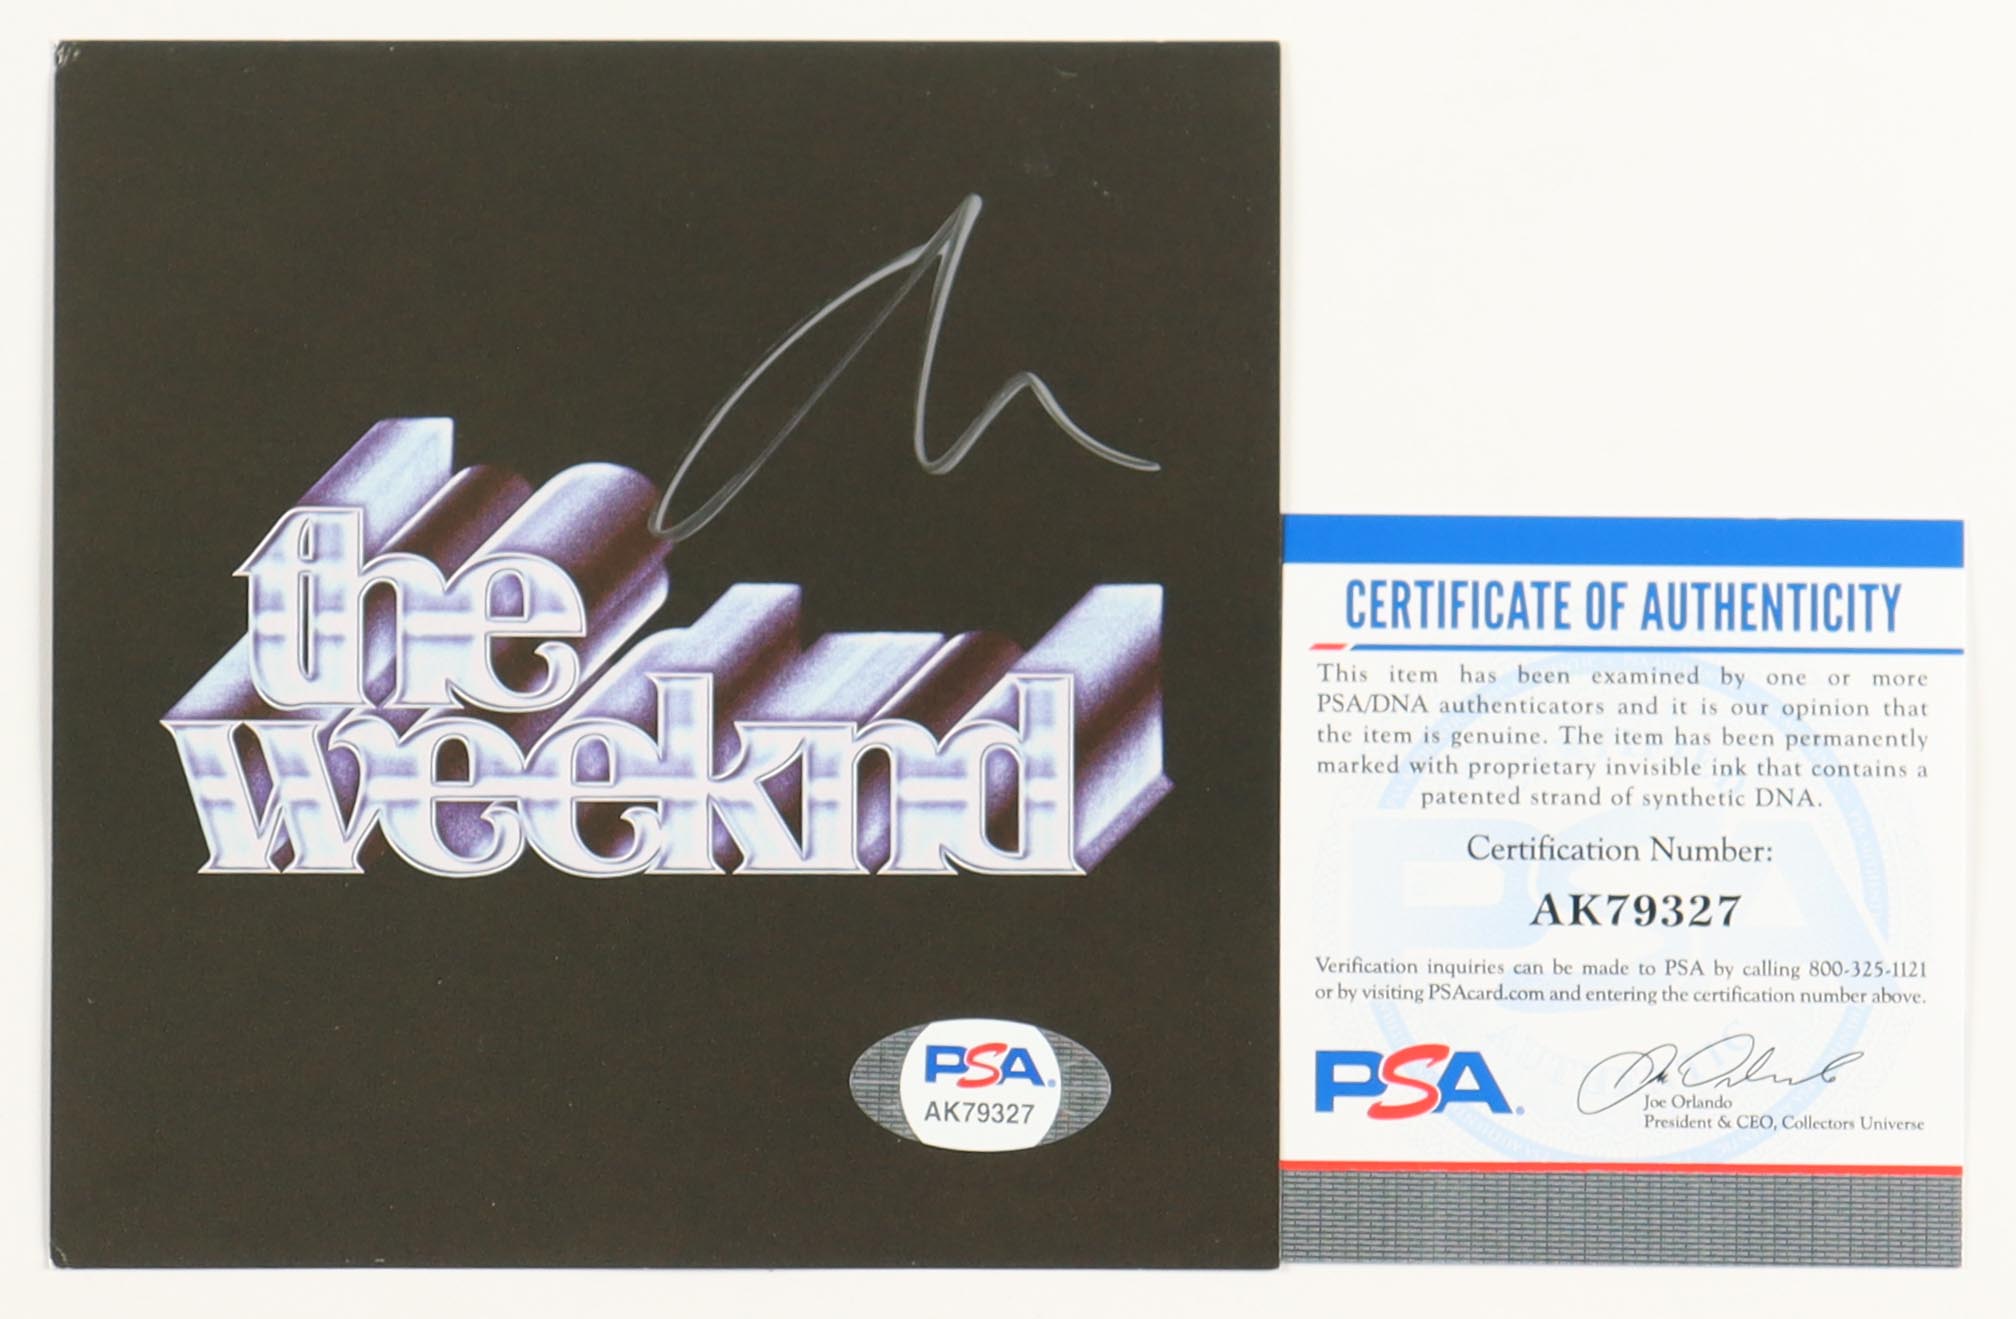 the
weeknd
PSA.
AK79327
CERTIFICATE OF AUTHENTICITY
This item has been examined by one or more
PSA/DNA authenticators and it is our opinion that
the item is genuine. The item has been permanently
marked with proprietary invisible ink that contains a
patented strand of synthetic DNA.
Certification Number:
AK79327
Verification inquiries can be made to PSA by calling 800-325-1121
or by visiting PSAcard.com and entering the certification number above.
PSA.
Joe Orlando
President & CEO, Collectors Universe